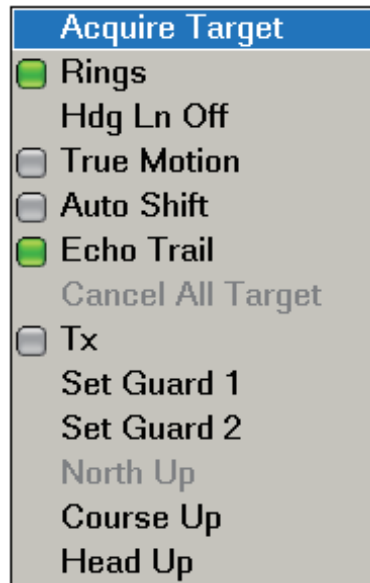 Acquire Target
Rings
Hdg Ln Off
True Motion
Auto Shift
Echo Trail
Cancel All Target
Tx
Set Guard 1
Set Guard 2
North Up
Course Up
Head Up